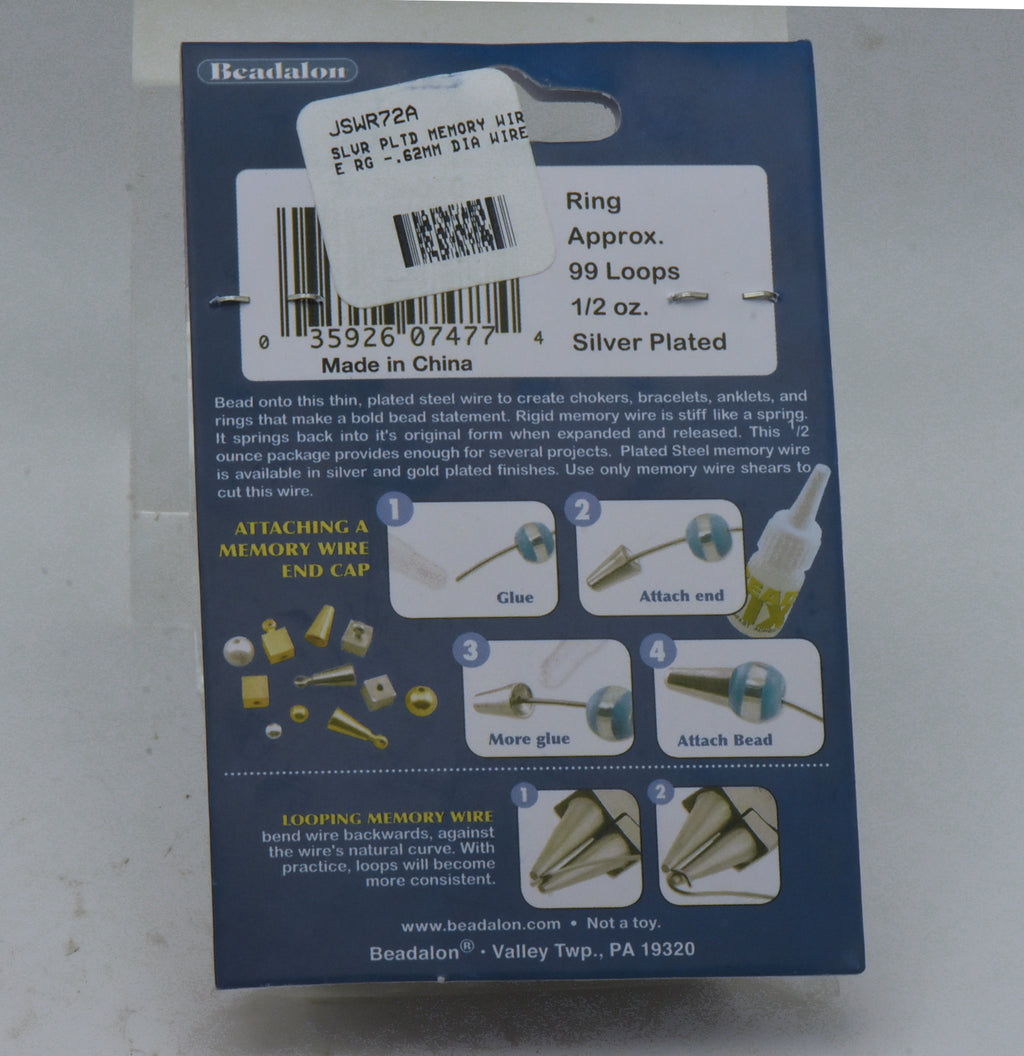 Beadalon
JSWR72A
SLVR PLTD MEMORY WIR
E RG -.62MM DIA WIRE
Ring
Approx.
99 Loops
1/2 oz.
Silver Plated
0 35926 07477 4
Made in China
Bead onto this thin, plated steel wire to create chokers, bracelets, anklets, and
rings that make a bold bead statement. Rigid memory wire is stiff like a spring.
It springs back into it's original form when expanded and released. This 1/2
ounce package provides enough for several projects. Plated Steel memory wire
is available in silver and gold plated finishes. Use only memory wire shears to
cut this wire.
ATTACHING A
MEMORY WIRE
END CAP
1
Glue
2
Attach end
3
More glue
4
Attach Bead
LOOPING MEMORY WIRE
bend wire backwards, against
the wire's natural curve. With
practice, loops will become
more consistent.
1
2
www.beadalon.com • Not a toy.
Beadalon® · Valley Twp., PA 19320